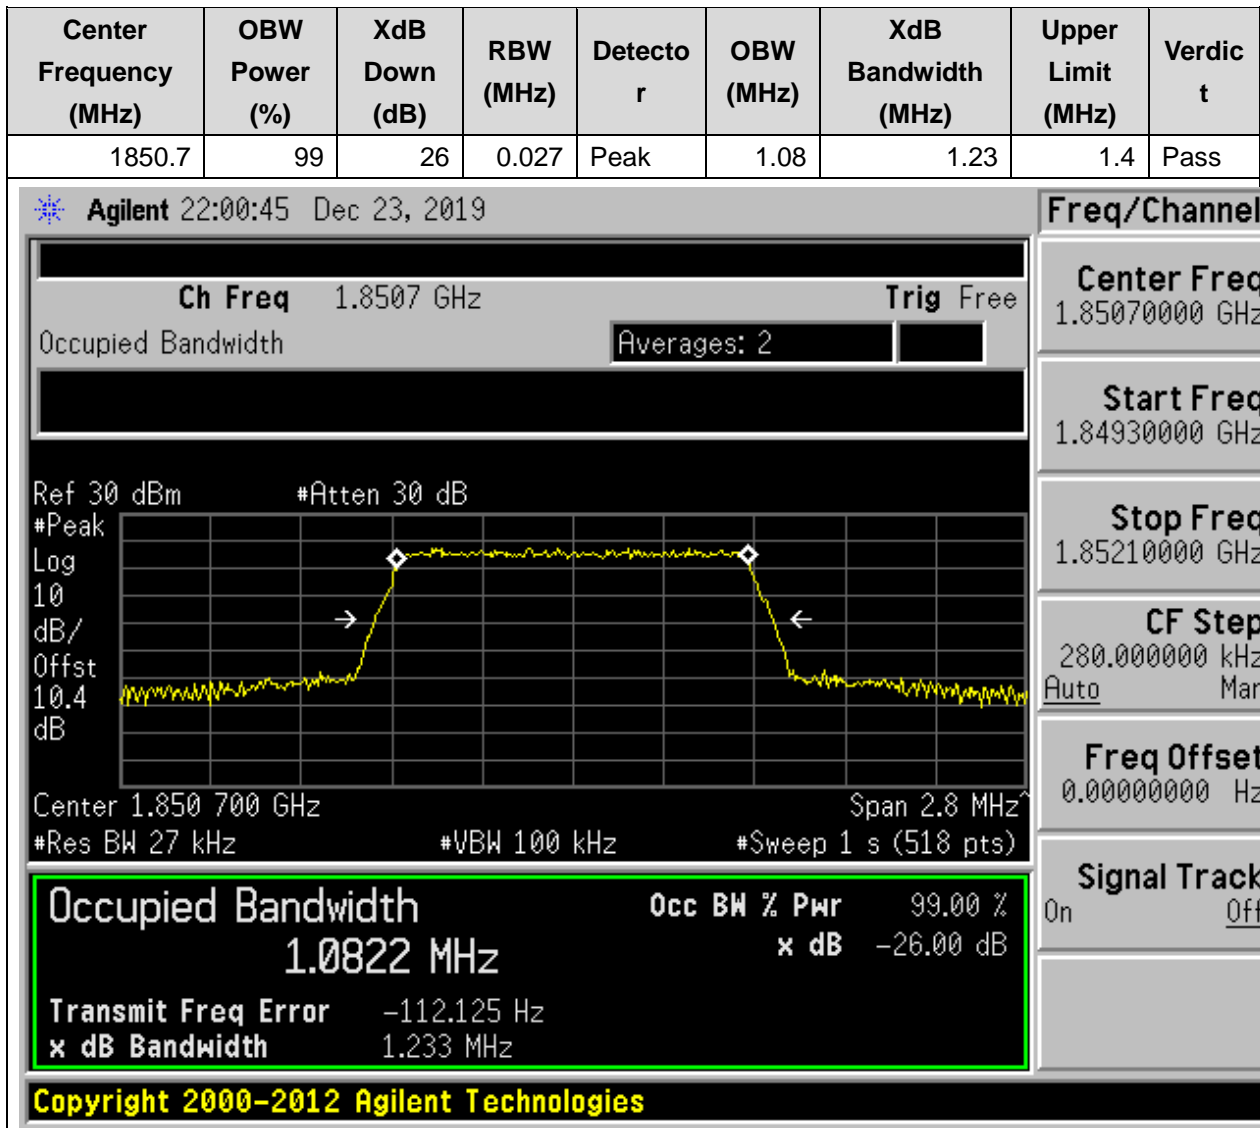 Center Frequency (MHz) OBW Power (%) XdB Down (dB) RBW (MHz) Detecto r OBW (MHz) XdB Bandwidth (MHz) Upper Limit (MHz) Verdic t
1850.7 99 26 0.027 Peak 1.08 1.23 1.4 Pass
Agilent 22:00:45 Dec 23, 2019
Freq/Channel
Ch Freq 1.8507 GHz Trig Free
Occupied Bandwidth Averages: 2
Ref 30 dBm #Atten 30 dB
#Peak
Log
10
dB/
Offst
10.4
dB
Center 1.850 700 GHz Span 2.8 MHz^
#Res BW 27 kHz #VBW 100 kHz #Sweep 1 s (518 pts)
Occupied Bandwidth Occ BW % Pwr 99.00 %
1.0822 MHz x dB -26.00 dB
Transmit Freq Error -112.125 Hz
x dB Bandwidth 1.233 MHz
Center Freq
1.85070000 GHz
Start Freq
1.84930000 GHz
Stop Freq
1.85210000 GHz
CF Step
280.000000 kHz
Auto Man
Freq Offset
0.00000000 Hz
Signal Track
On Off
Copyright 2000-2012 Agilent Technologies